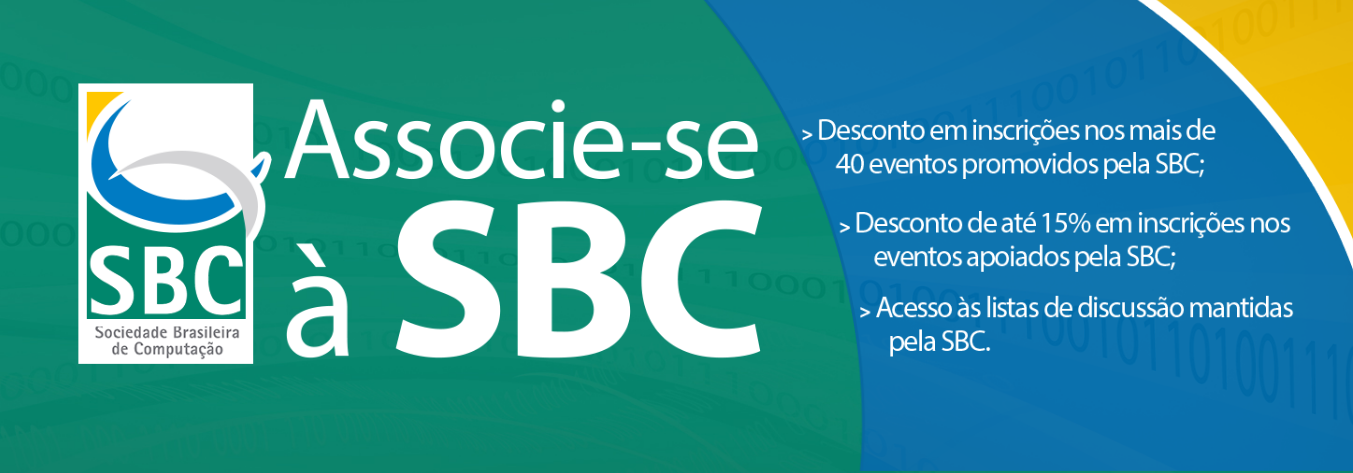 SBC
Sociedade Brasileira
de Computação
Associe-se
à SBC
> Desconto em inscrições nos mais de
40 eventos promovidos pela SBC;
> Desconto de até 15% em inscrições nos
eventos apoiados pela SBC;
> Acesso às listas de discussão mantidas
pela SBC.